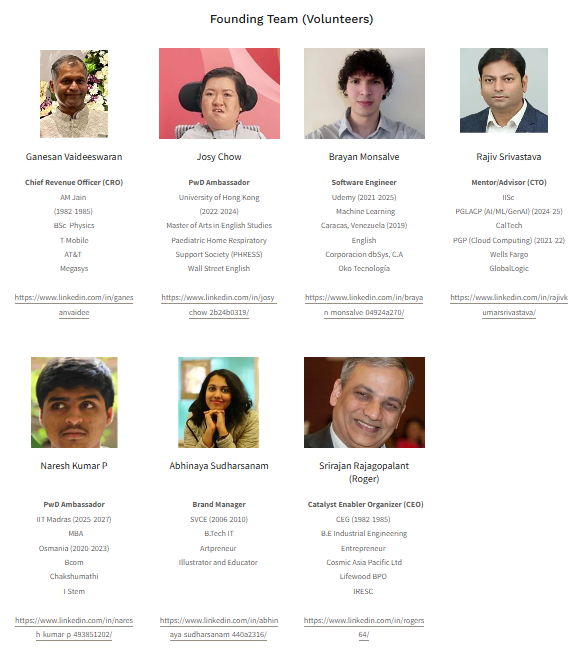 Founding Team (Volunteers)
Ganesan Vaideeswaran
Chief Revenue Officer (CRO)
AM Jain
(1982-1985)
BSc Physics
T Mobile
AT&T
Megasys
https://www.linkedin.com/in/ganes
anvaidee
Josy Chow
PwD Ambassador
University of Hong Kong
(2022-2024)
Master of Arts in English Studies
Paediatric Home Respiratory
Support Society (PHRESS)
Wall Street English
https://www.linkedin.com/in/josy-
chow-2b24b0319/
Brayan Monsalve
Software Engineer
Udemy (2021-2025)
Machine Learning
Caracas, Venezuela (2019)
English
Corporacion dbSys, C.A
Oko Tecnología
https://www.linkedin.com/in/braya
n-monsalve-04924a270/
Rajiv Srivastava
Mentor/Advisor (CTO)
IISc
PGLACP (AI/ML/GenAI) (2024-25)
CalTech
PGP (Cloud Computing) (2021-22)
Wells Fargo
GlobalLogic
https://www.linkedin.com/in/rajivk
umarsrivastava/
Naresh Kumar P
PwD Ambassador
IIT Madras (2025-2027)
MBA
Osmania (2020-2023)
Bcom
Chakshumathi
I Stem
https://www.linkedin.com/in/nares
h-kumar-p-493851202/
Abhinaya Sudharsanam
Brand Manager
SVCE (2006-2010)
B.Tech IT
Artpreneur
Illustrator and Educator
https://www.linkedin.com/in/abhin
aya-sudharsanam-440a2316/
Srirajan Rajagopalant
(Roger)
Catalyst Enabler Organizer (CEO)
CEG (1982-1985)
B.E Industrial Engineering
Entrepreneur
Cosmic Asia Pacific Ltd
Lifewood BPO
IRESC
https://www.linkedin.com/in/rogers
64/